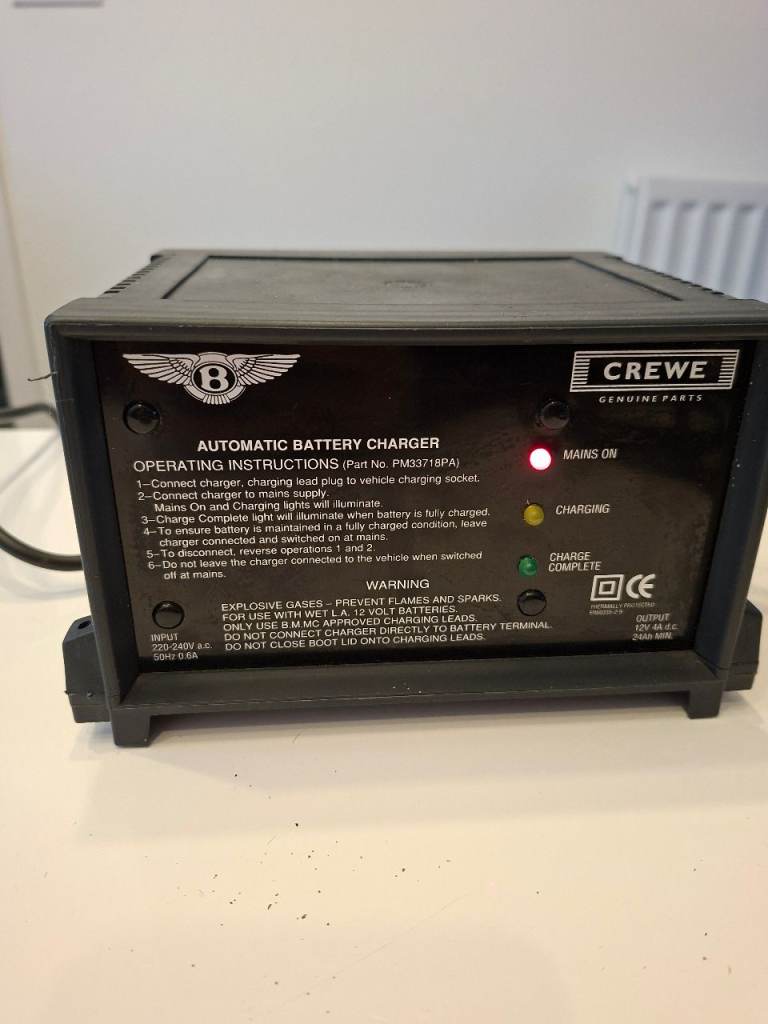 B
CREWE
GENUINE PARTS
AUTOMATIC BATTERY CHARGER
OPERATING INSTRUCTIONS (Part No. PM33718PA)
1–Connect charger, charging lead plug to vehicle charging socket.
2–Connect charger to mains supply.
Mains On and Charging lights will illuminate.
3–Charge Complete light will illuminate when battery is fully charged.
4–To ensure battery is maintained in a fully charged condition, leave
charger connected and switched on at mains.
5–To disconnect, reverse operations 1 and 2.
6–Do not leave the charger connected to the vehicle when switched
off at mains.
MAINS ON
CHARGING
CHARGE
COMPLETE
WARNING
EXPLOSIVE GASES – PREVENT FLAMES AND SPARKS.
FOR USE WITH WET L.A. 12 VOLT BATTERIES.
ONLY USE B.M.MC APPROVED CHARGING LEADS.
DO NOT CONNECT CHARGER DIRECTLY TO BATTERY TERMINAL.
DO NOT CLOSE BOOT LID ONTO CHARGING LEADS.
INPUT
220-240V a.c.
50Hz 0.6A
CE
THERMALLY PROTECTED
OUTPUT
12V 4A d.c.
24Ah MIN.